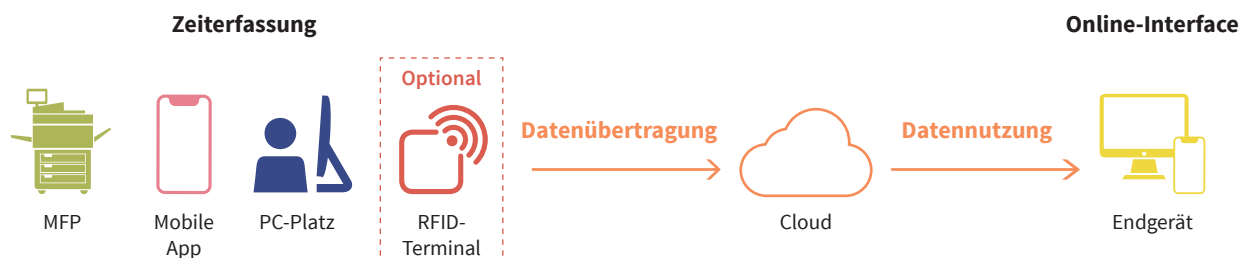 Zeiterfassung
Online-Interface
Optional
Datenübertragung
Datennutzung
MFP
Mobile
App
PC-Platz
RFID-
Terminal
Cloud
Endgerät